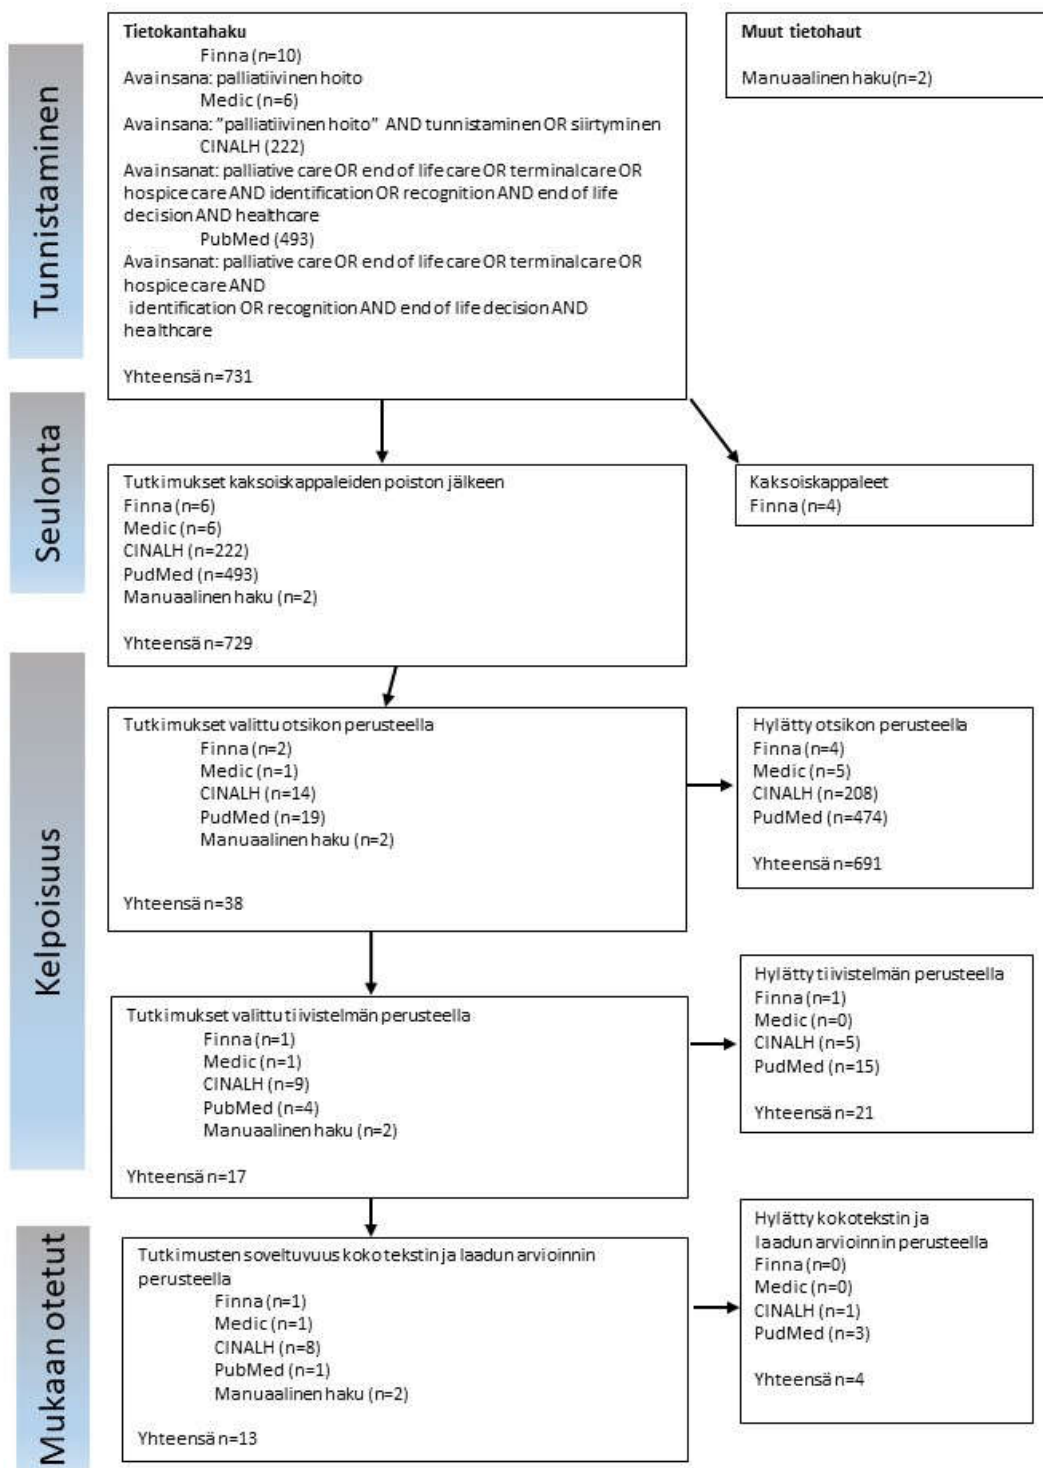 Tunnistaminen
Tietokantahaku
Finna (n=10)
Avainsana: palliatiivinen hoito
Medic (n=6)
Avainsana: ”palliatiivinen hoito” AND tunnistaminen OR siirtyminen
CINALH (222)
Avainsanat: palliative care OR end of life care OR terminal care OR
hospice care AND identification OR recognition AND end of life
decision AND healthcare
PubMed (493)
Avainsanat: palliative care OR end of life care OR terminal care OR
hospice care AND
identification OR recognition AND end of life decision AND
healthcare
Yhteensä n=731
Muut tietohaut
Manuaalinen haku(n=2)
Seulonta
Tutkimukset kaksoiskappaleiden poiston jälkeen
Finna (n=6)
Medic (n=6)
CINALH (n=222)
PudMed (n=493)
Manuaalinen haku (n=2)
Yhteensä n=729
Kaksoiskappaleet
Finna (n=4)
Kelpoisuus
Tutkimukset valittu otsikon perusteella
Finna (n=2)
Medic (n=1)
CINALH (n=14)
PudMed (n=19)
Manuaalinen haku (n=2)
Yhteensä n=38
Hylätty otsikon perusteella
Finna (n=4)
Medic (n=5)
CINALH (n=208)
PudMed (n=474)
Yhteensä n=691
Tutkimukset valittu tiivistelmän perusteella
Finna (n=1)
Medic (n=1)
CINALH (n=9)
PubMed (n=4)
Manuaalinen haku (n=2)
Yhteensä n=17
Hylätty tiivistelmän perusteella
Finna (n=1)
Medic (n=0)
CINALH (n=5)
PudMed (n=15)
Yhteensä n=21
Mukaan otetut
Tutkimusten soveltuvuus koko tekstin ja laadun arvioinnin
perusteella
Finna (n=1)
Medic (n=1)
CINALH (n=8)
PubMed (n=1)
Manuaalinen haku (n=2)
Yhteensä n=13
Hylätty kokotekstin ja
laadun arvioinnin perusteella
Finna (n=0)
Medic (n=0)
CINALH (n=1)
PudMed (n=3)
Yhteensä n=4